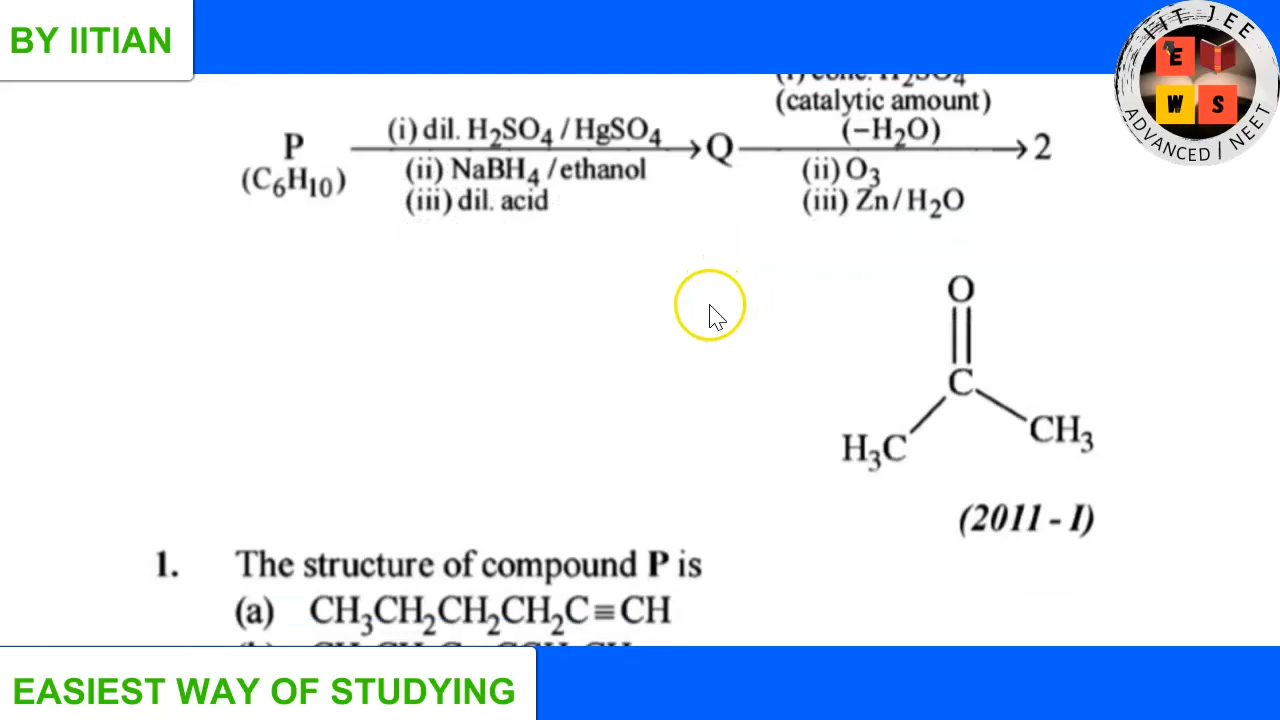 BY IITIAN
IIT JEE
E
W S
ADVANCED / NEET
(i) conc. H₂SO₄
(catalytic amount)
(−H₂O)
P (i) dil. H₂SO₄ / HgSO₄ → Q → 2
(C₆H₁₀) (ii) NaBH₄ / ethanol (ii) O₃
(iii) dil. acid (iii) Zn / H₂O
O
C
H₃C CH₃
(2011 - I)
1. The structure of compound P is
(a) CH₃CH₂CH₂CH₂C≡CH
EASIEST WAY OF STUDYING